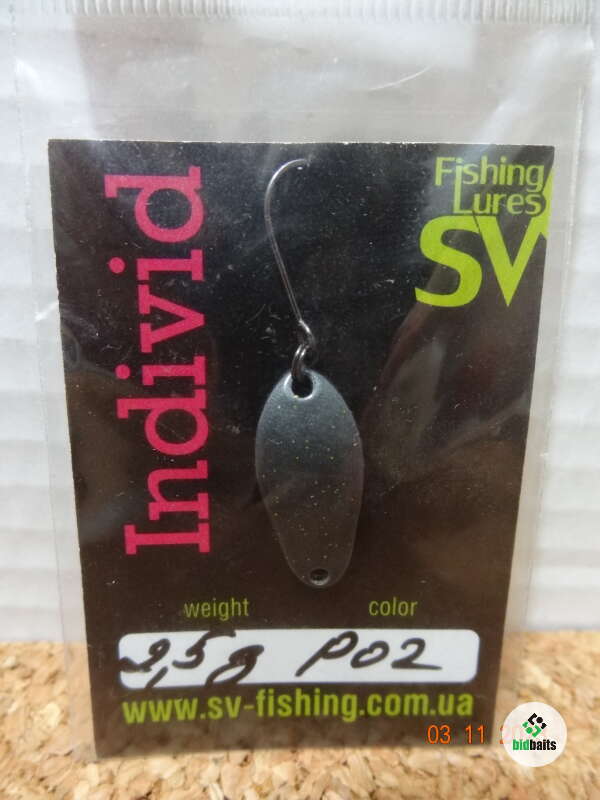 Fishing
Lures
SV
Individ
weight color
2,5g P02
www.sv-fishing.com.ua
03 11
bidbaits